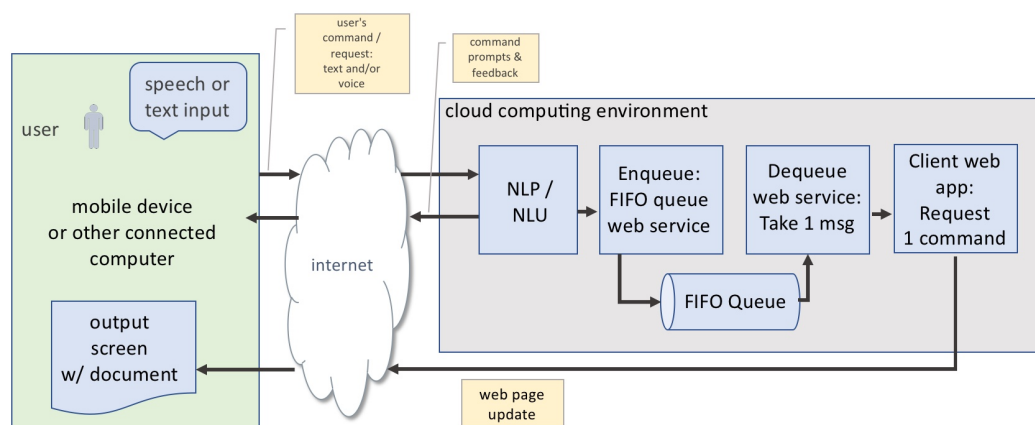 user's
command /
request:
text and/or
voice
command
prompts &
feedback
speech or
text input
user
mobile device
or other connected
computer
output
screen
w/ document
internet
cloud computing environment
NLP /
NLU
Enqueue:
FIFO queue
web service
Dequeue
web service:
Take 1 msg
Client web
app:
Request
1 command
FIFO Queue
web page
update